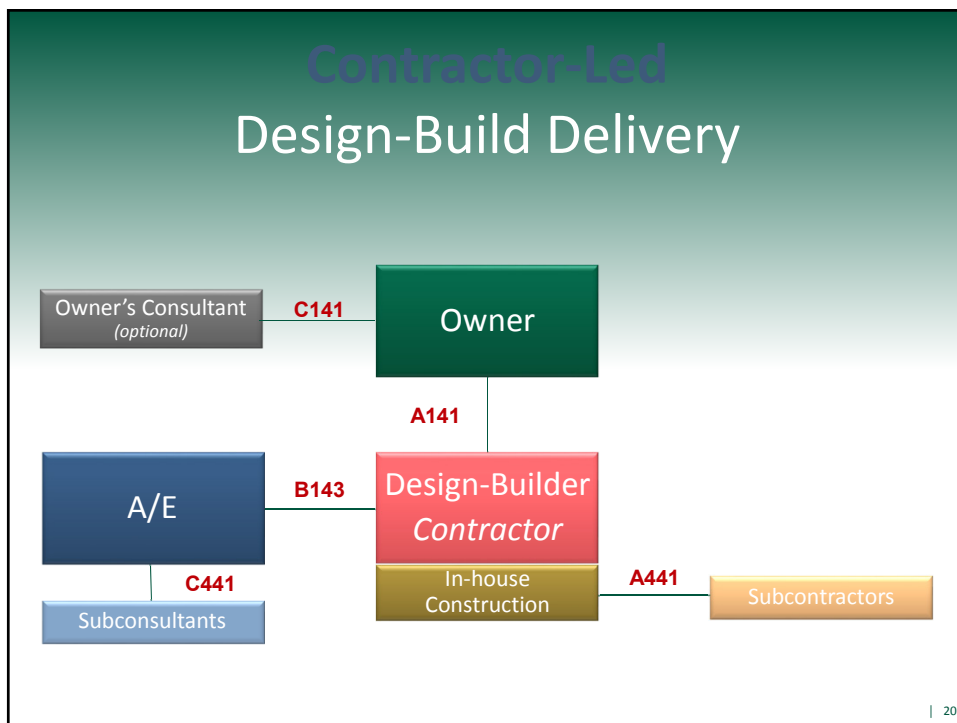 Contractor-Led
Design-Build Delivery
Owner’s Consultant
(optional)
C141
Owner
A141
A/E
B143
Design-Builder
Contractor
C441
In-house
Construction
A441
Subcontractors
Subconsultants
| 20